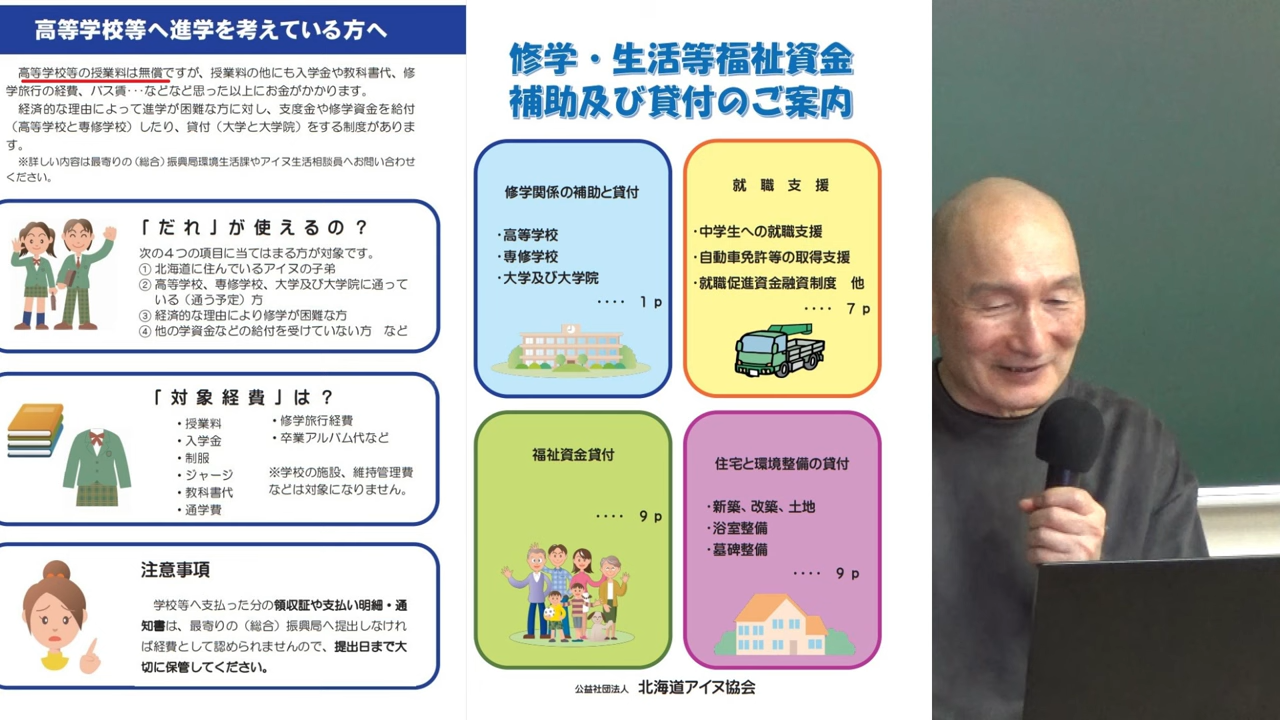 高等学校等へ進学を考えている方へ
高等学校等の授業料は無償ですが、授業料の他にも入学金や教科書代、修
学旅行の経費、バス賃･･･などなど思った以上にお金がかかります。
経済的な理由によって進学が困難な方に対し、支度金や修学資金を給付
（高等学校と専修学校）したり、貸付（大学と大学院）をする制度がありま
す。
※詳しい内容は最寄りの（総合）振興局環境生活課やアイヌ生活相談員へお問い合わせ
ください。
「だれ」が使えるの？
次の４つの項目に当てはまる方が対象です。
① 北海道に住んでいるアイヌの子弟
② 高等学校、専修学校、大学及び大学院に通って
いる（通う予定）方
③ 経済的な理由により修学が困難な方
④ 他の学資金などの給付を受けていない方　など
「対象経費」は？
・授業料
・入学金
・制服
・ジャージ
・教科書代
・通学費
・修学旅行経費
・卒業アルバム代など
※学校の施設、維持管理費
などは対象になりません。
注意事項
学校等へ支払った分の領収証や支払い明細・通
知書は、最寄りの（総合）振興局へ提出しなけれ
ば経費として認められませんので、提出日まで大
切に保管してください。
修学・生活等福祉資金
補助及び貸付のご案内
修学関係の補助と貸付
・高等学校
・専修学校
・大学及び大学院
････ 1 p
就 職 支 援
・中学生への就職支援
・自動車免許等の取得支援
・就職促進資金融資制度　他
････ 7 p
福祉資金貸付
････ 9 p
住宅と環境整備の貸付
・新築、改築、土地
・浴室整備
・墓碑整備
････ 9 p
公益社団法人 北海道アイヌ協会